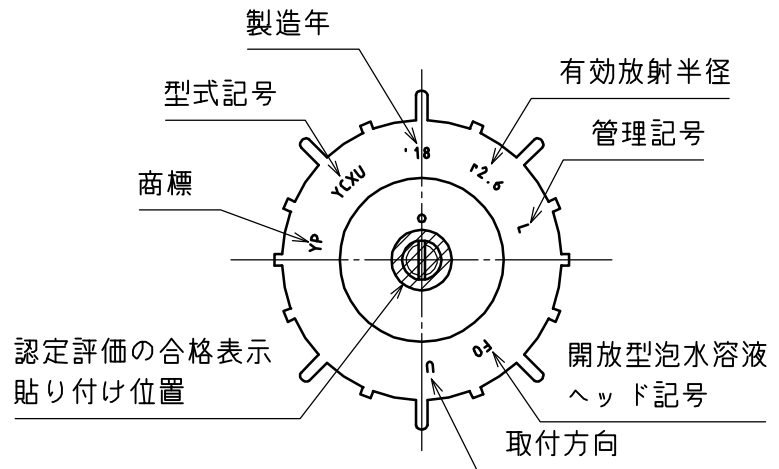 製造年
有効放射半径
型式記号
管理記号
商標
'18
r2.6
YCXU
L
YP
FO
U
認定評価の合格表示
貼り付け位置
開放型泡水溶液
ヘッド記号
取付方向